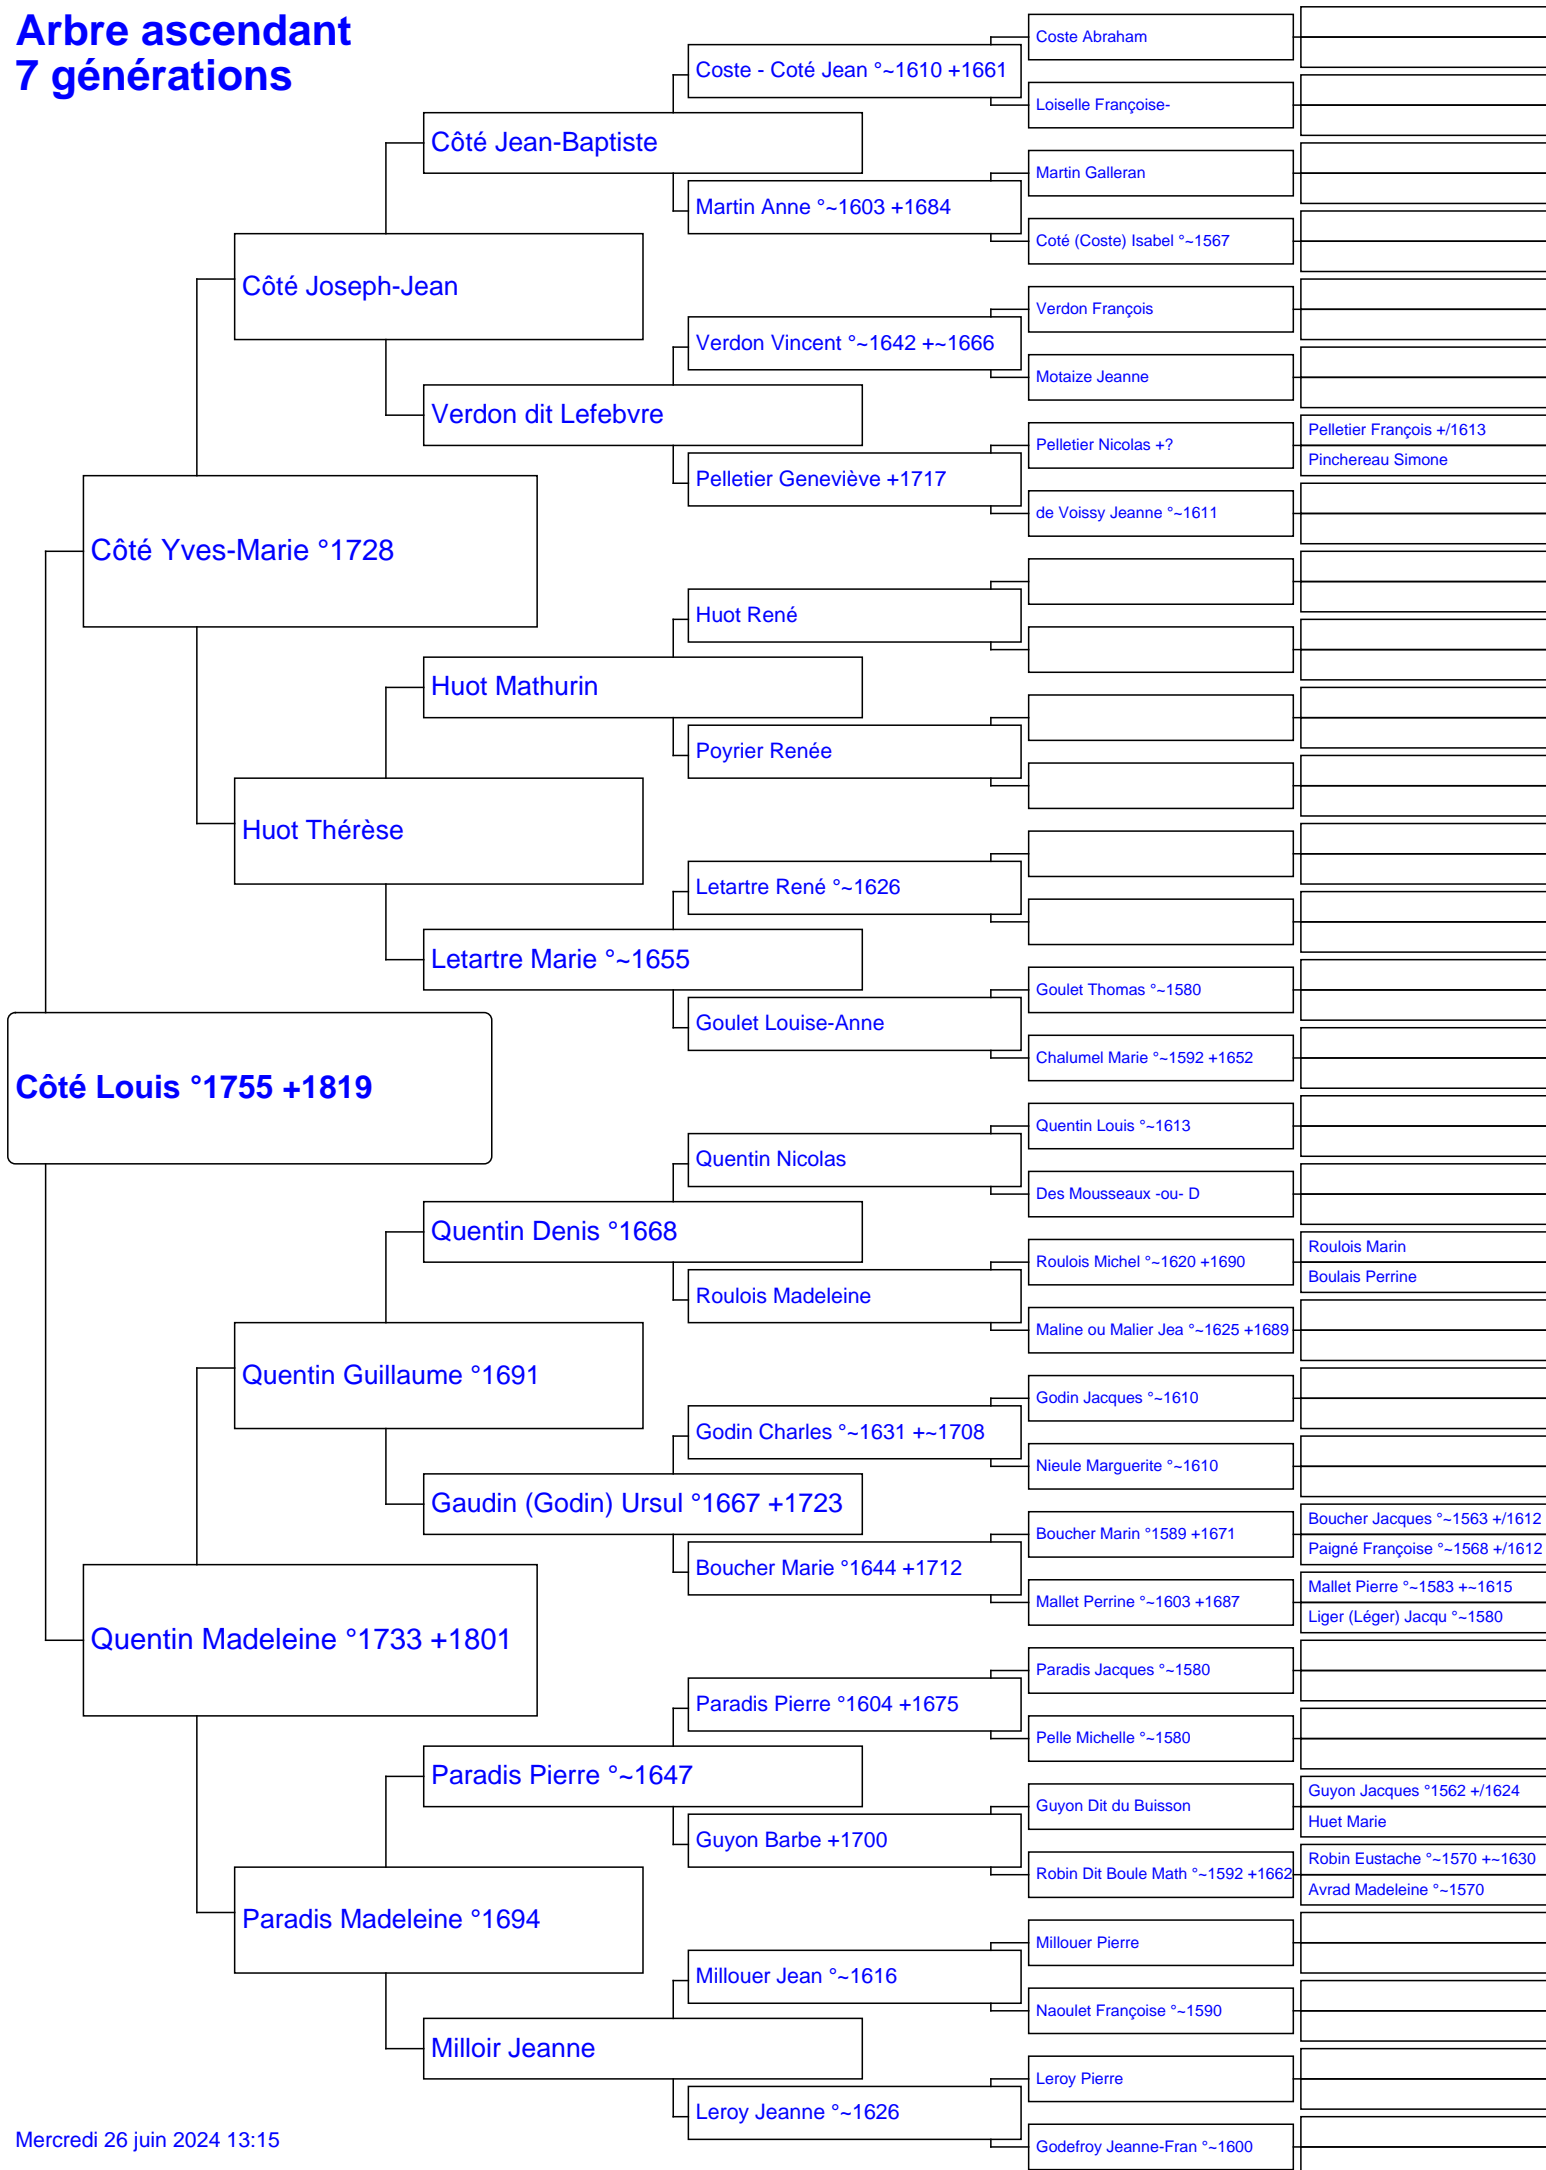 Arbre ascendant
7 générations
Coste Abraham
Coste - Coté Jean °~1610 +1661
Loiselle Françoise-
Côté Jean-Baptiste
Martin Galleran
Martin Anne °~1603 +1684
Coté (Coste) Isabel °~1567
Côté Joseph-Jean
Verdon François
Verdon Vincent °~1642 +~1666
Motaize Jeanne
Verdon dit Lefebvre
Pelletier François +/1613
Pelletier Nicolas +?
Pinchereau Simone
Pelletier Geneviève +1717
de Voissy Jeanne °~1611
Côté Yves-Marie °1728
Huot René
Huot Mathurin
Poyrier Renée
Huot Thérèse
Letartre René °~1626
Letartre Marie °~1655
Goulet Thomas °~1580
Goulet Louise-Anne
Chalumel Marie °~1592 +1652
Côté Louis °1755 +1819
Quentin Louis °~1613
Quentin Nicolas
Des Mousseaux -ou- D
Quentin Denis °1668
Roulois Marin
Roulois Michel °~1620 +1690
Boulais Perrine
Roulois Madeleine
Maline ou Malier Jea °~1625 +1689
Quentin Guillaume °1691
Godin Jacques °~1610
Godin Charles °~1631 +~1708
Nieule Marguerite °~1610
Gaudin (Godin) Ursul °1667 +1723
Boucher Jacques °~1563 +/1612
Boucher Marin °1589 +1671
Paigné Françoise °~1568 +/1612
Boucher Marie °1644 +1712
Mallet Pierre °~1583 +~1615
Mallet Perrine °~1603 +1687
Liger (Léger) Jacqu °~1580
Quentin Madeleine °1733 +1801
Paradis Jacques °~1580
Paradis Pierre °1604 +1675
Pelle Michelle °~1580
Paradis Pierre °~1647
Guyon Jacques °1562 +/1624
Guyon Dit du Buisson
Huet Marie
Guyon Barbe +1700
Robin Eustache °~1570 +~1630
Robin Dit Boule Math °~1592 +1662
Avrad Madeleine °~1570
Paradis Madeleine °1694
Millouer Pierre
Millouer Jean °~1616
Naoulet Françoise °~1590
Milloir Jeanne
Leroy Pierre
Leroy Jeanne °~1626
Godefroy Jeanne-Fran °~1600
Mercredi 26 juin 2024 13:15